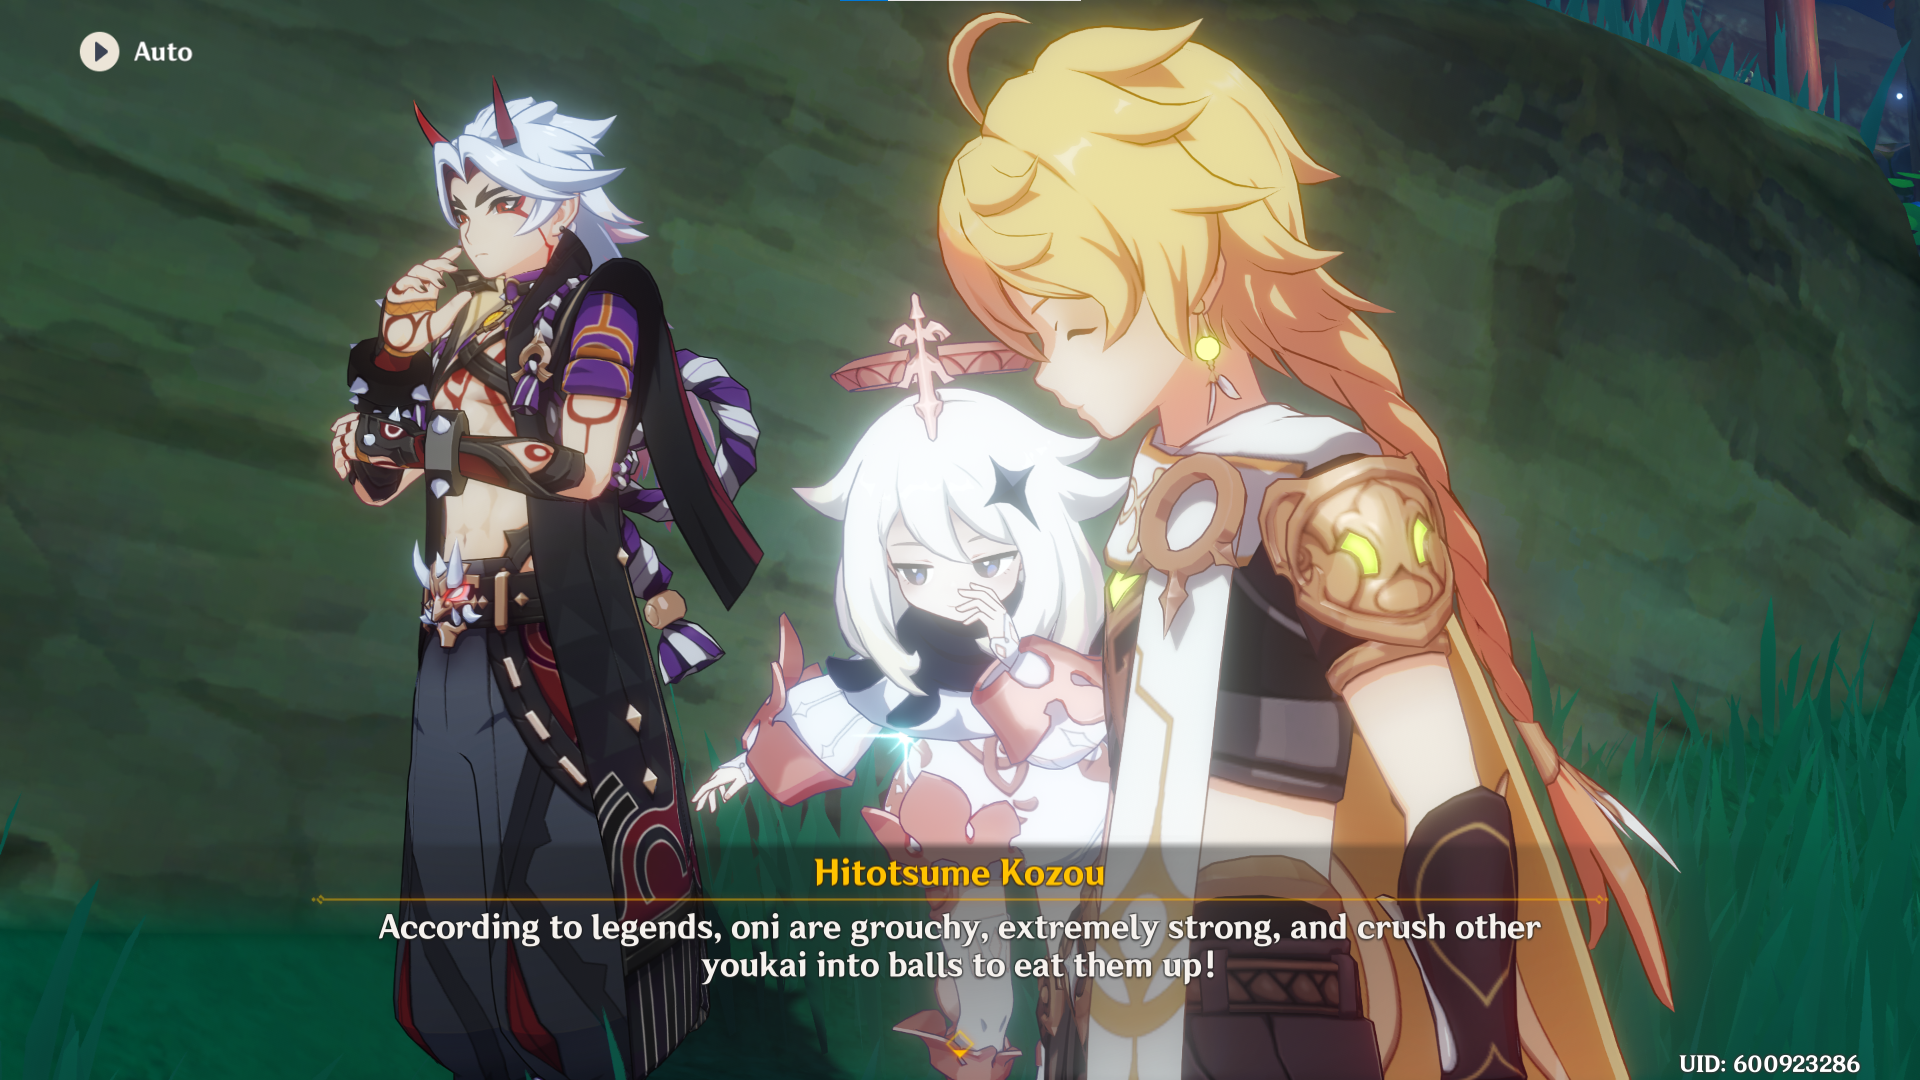 Auto
Hitotsume Kozou
According to legends, oni are grouchy, extremely strong, and crush other
youkai into balls to eat them up!
UID: 600923286